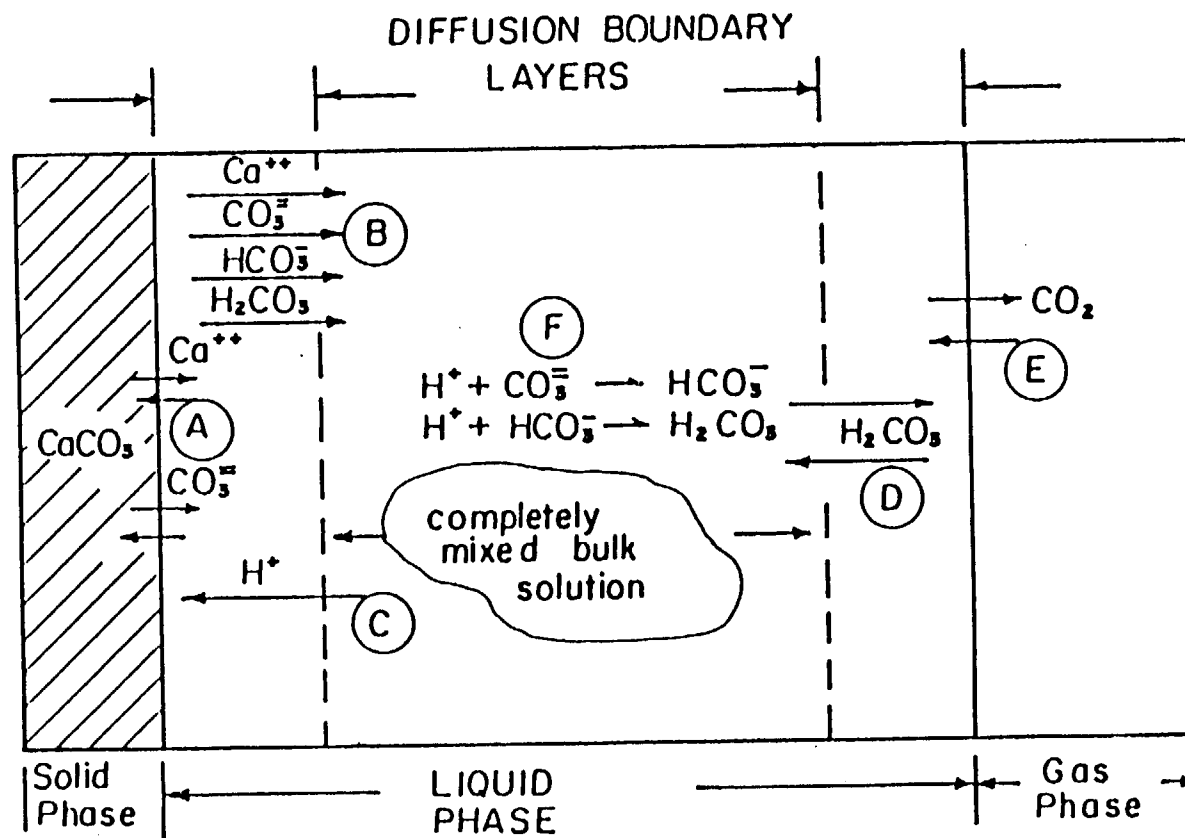 DIFFUSION BOUNDARY
LAYERS
Ca⁺⁺
CO₃⁼
B
HCO₃⁻
H₂CO₃
Ca⁺⁺
A
CaCO₃
CO₃⁼
H⁺
C
F
H⁺ + CO₃⁼ → HCO₃⁻
H⁺ + HCO₃⁻ → H₂CO₃
completely
mixed bulk
solution
H₂CO₃
D
CO₂
E
Solid
Phase
LIQUID
PHASE
Gas
Phase